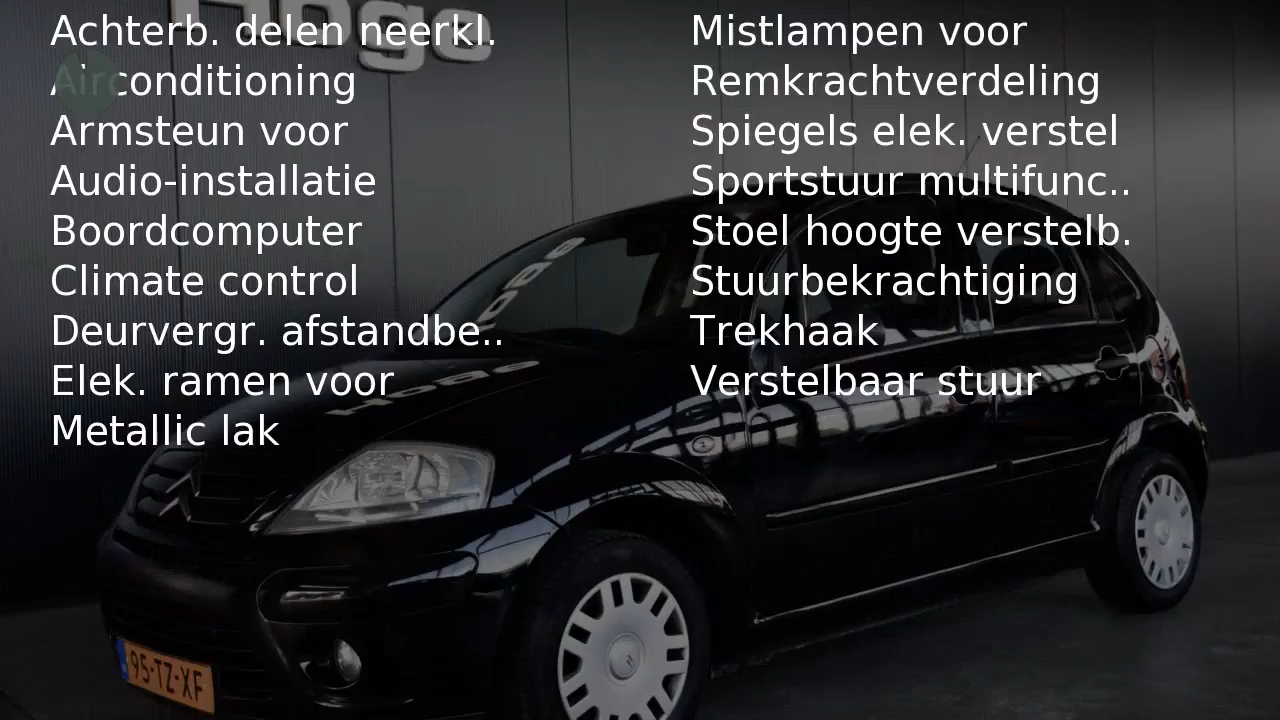 Hoge
Achterb. delen neerkl.
Airconditioning
Armsteun voor
Audio-installatie
Boordcomputer
Climate control
Deurvergr. afstandbe..
Elek. ramen voor
Metallic lak
Mistlampen voor
Remkrachtverdeling
Spiegels elek. verstel
Sportstuur multifunc..
Stoel hoogte verstelb.
Stuurbekrachtiging
Trekhaak
Verstelbaar stuur
95-TZ-XF